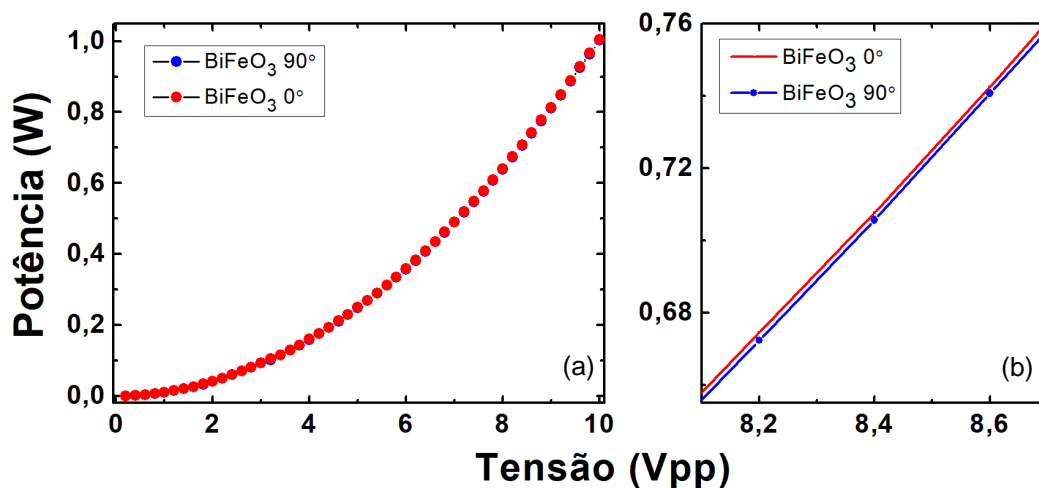 Potência (W)
1,0
0,8
0,6
0,4
0,2
0,0
BiFeO3 90°
BiFeO3 0°
(a)
0 2 4 6 8 10
0,76
0,72
0,68
BiFeO3 0°
BiFeO3 90°
(b)
8,2 8,4 8,6
Tensão (Vpp)